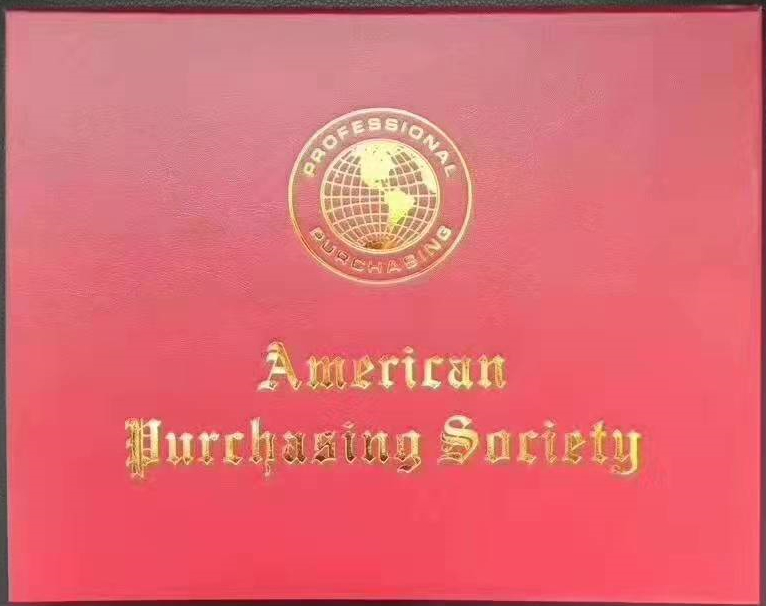 PROFESSIONAL
PURCHASING
American
Purchasing Society